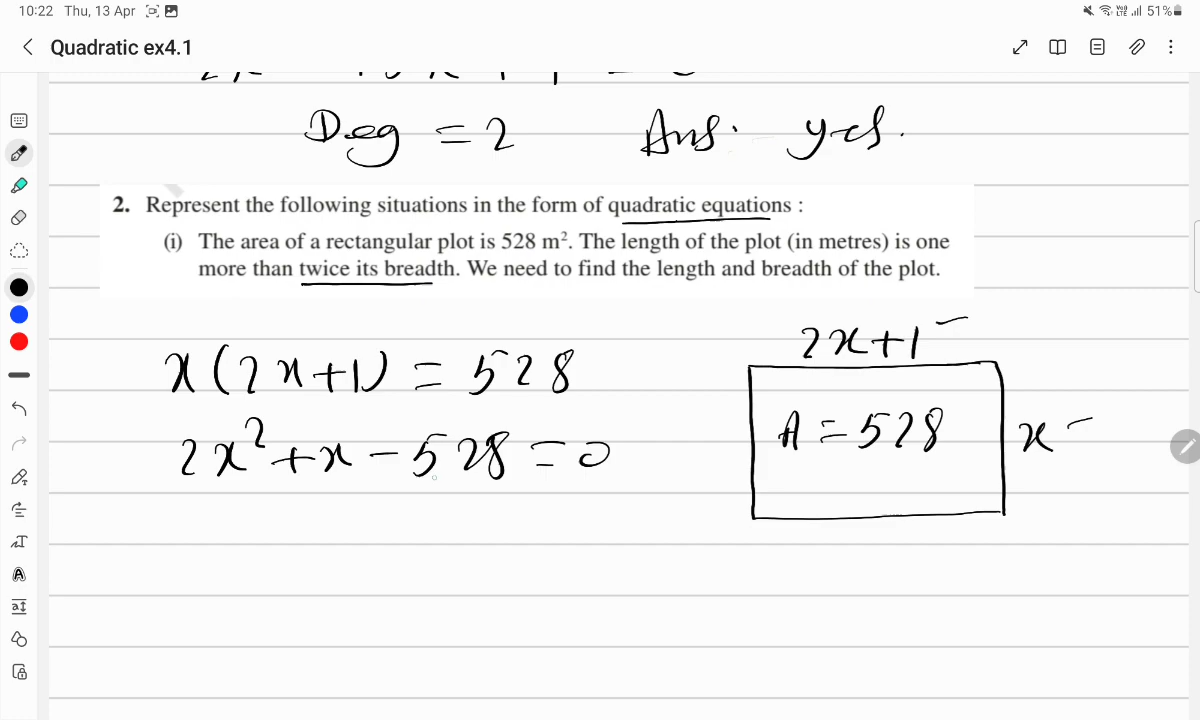 10:22 Thu, 13 Apr 51%
Quadratic ex4.1
Deg = 2 Ans: yes.
2. Represent the following situations in the form of quadratic equations :
(i) The area of a rectangular plot is 528 m². The length of the plot (in metres) is one
more than twice its breadth. We need to find the length and breadth of the plot.
2x+1
x(2x+1) = 528
A = 528 x
2x²+x-528=0